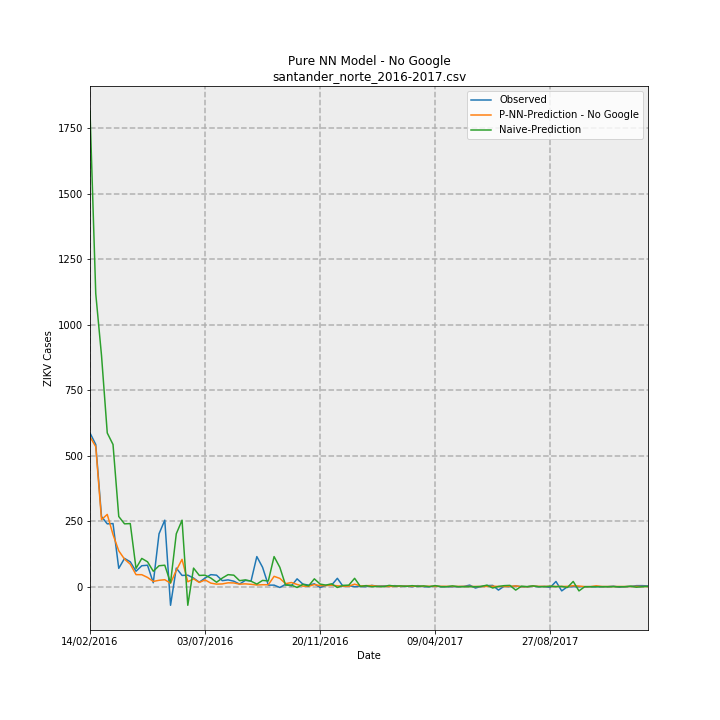 Pure NN Model - No Google
santander_norte_2016-2017.csv
Observed
P-NN-Prediction - No Google
Naive-Prediction
ZIKV Cases
1750
1500
1250
1000
750
500
250
0
14/02/2016
03/07/2016
20/11/2016
09/04/2017
27/08/2017
Date